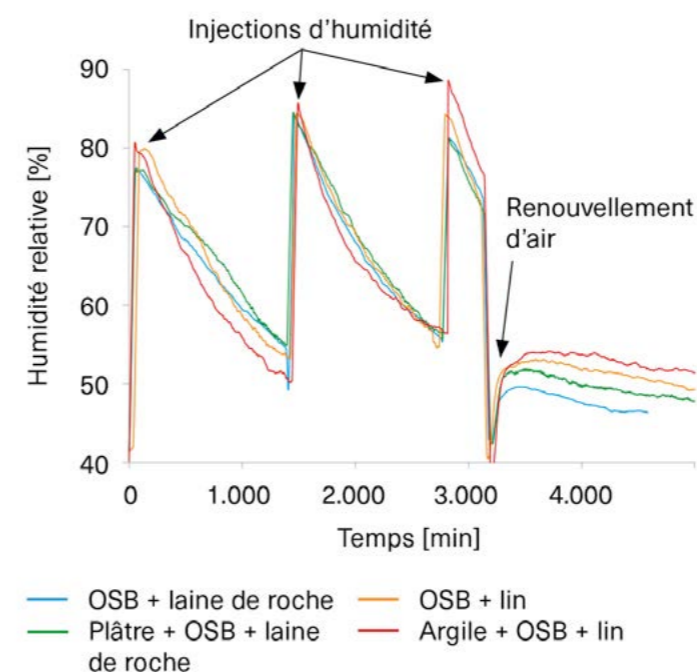 Injections d’humidité
90
80
70
60
50
40
Humidité relative [%]
Renouvellement
d’air
0
1.000
2.000
3.000
4.000
Temps [min]
OSB + laine de roche
OSB + lin
Plâtre + OSB + laine
de roche
Argile + OSB + lin